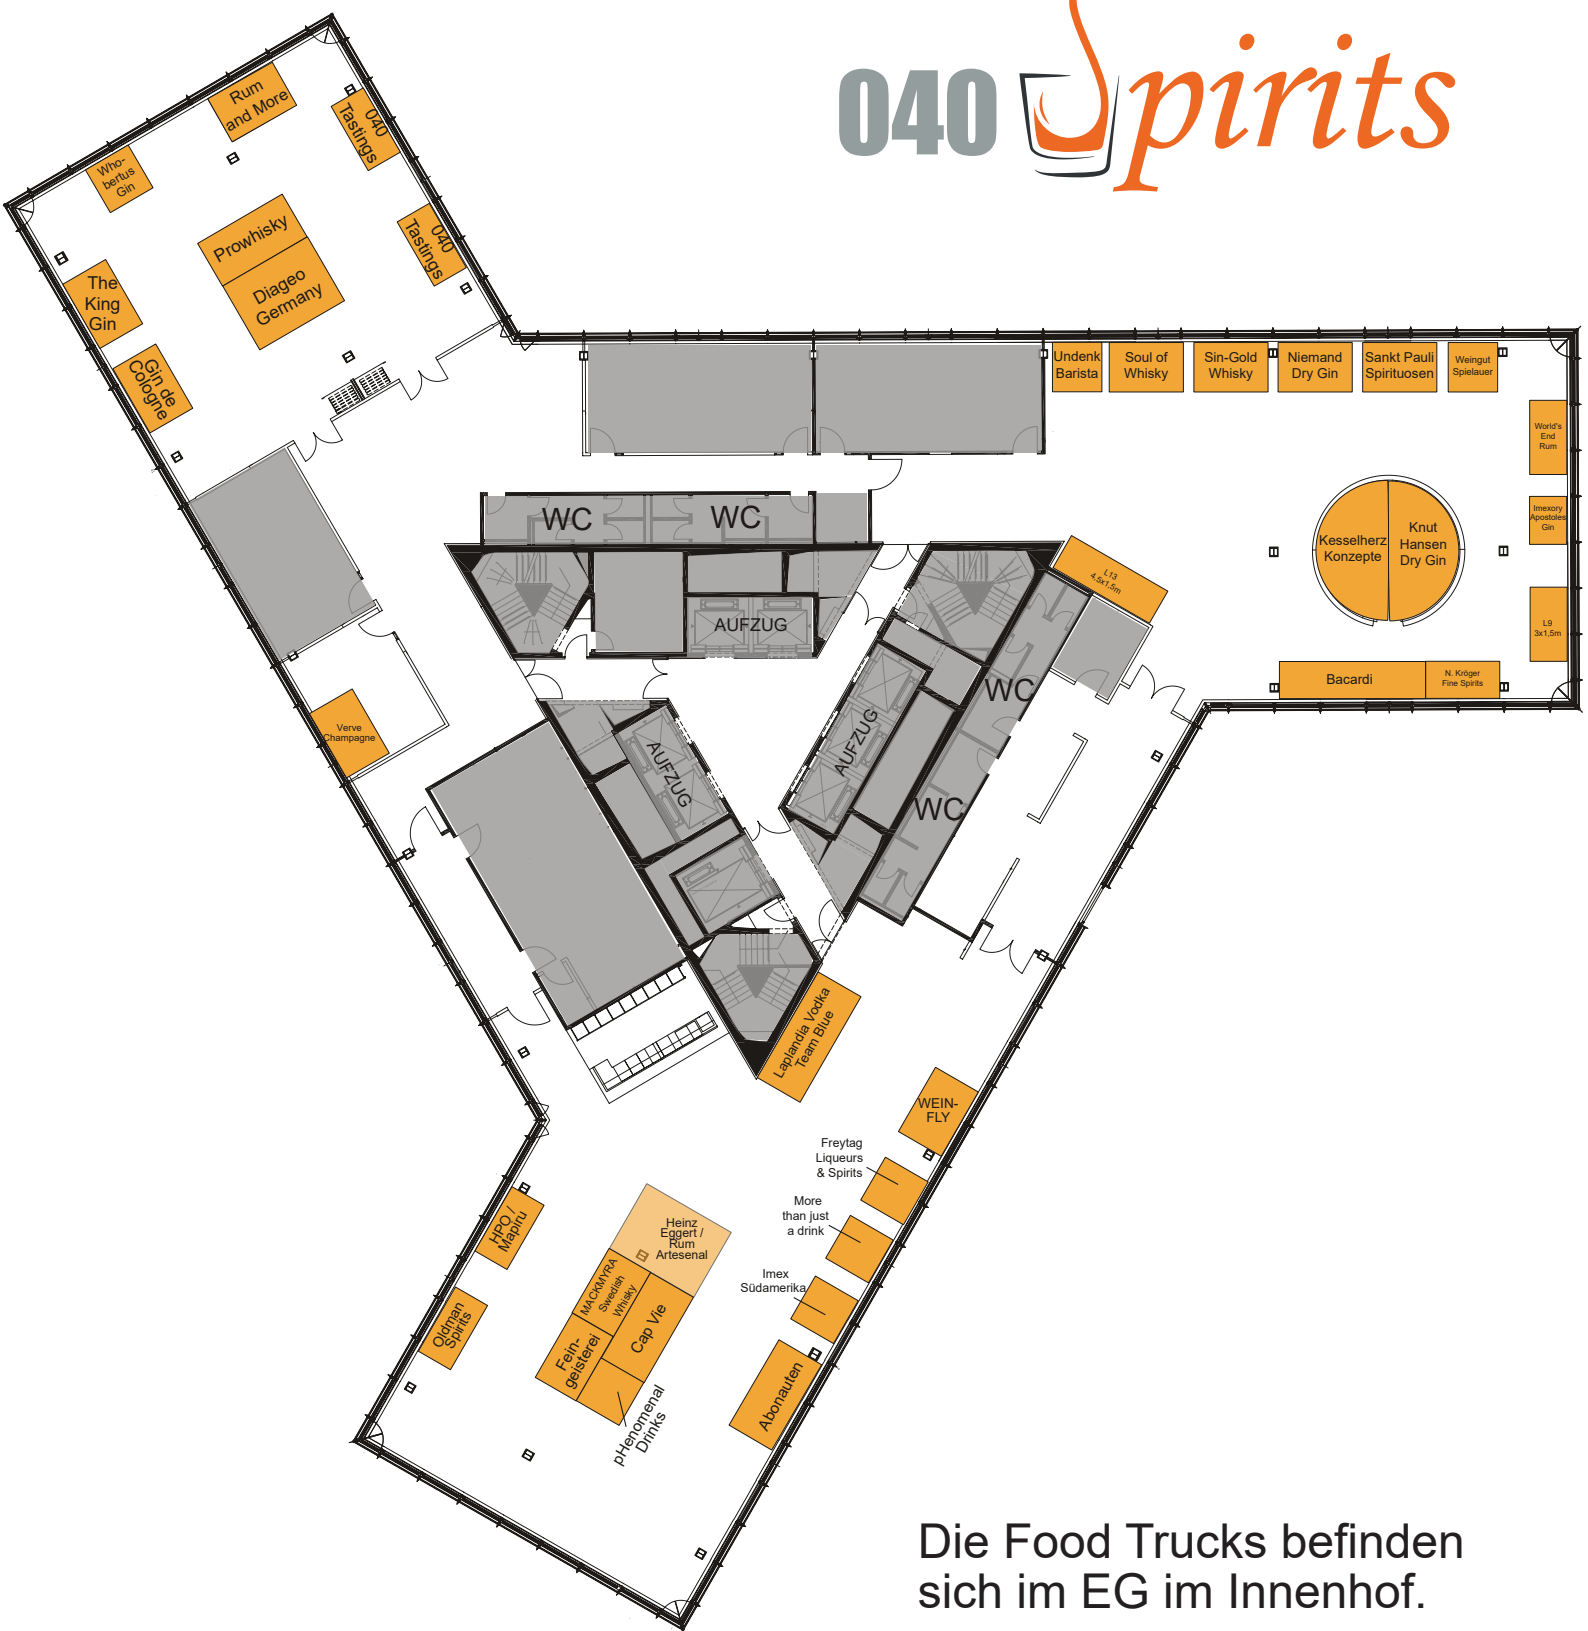 040 Spirits
Rum
and More
040
Tastings
Who-
bertus
Gin
Prowhisky
Diageo
Germany
040
Tastings
The
King
Gin
Gin de
Cologne
Undenk
Barista
Soul of
Whisky
Sin-Gold
Whisky
Niemand
Dry Gin
Sankt Pauli
Spirituosen
Weingut
Spielauer
World's
End
Rum
Imexory
Apostoles
Gin
Kesselherz
Konzepte
Knut
Hansen
Dry Gin
L9
3x1,5m
Bacardi
N. Kröger
Fine Spirits
WC
WC
AUFZUG
L13
4,5x1,5m
WC
AUFZUG
WC
AUFZUG
Verve
Champagne
Laplandia Vodka
Team Blue
WEIN-
FLY
Freytag
Liqueurs
& Spirits
More
than just
a drink
Imex
Südamerika
Abonauten
HPO /
Mapiru
Oldman
Spirits
Heinz
Eggert /
Rum
Artesenal
MACKMYRA
Swedish
Whisky
Cap Vie
Fein-
geisterei
pHenomenal
Drinks
Die Food Trucks befinden
sich im EG im Innenhof.